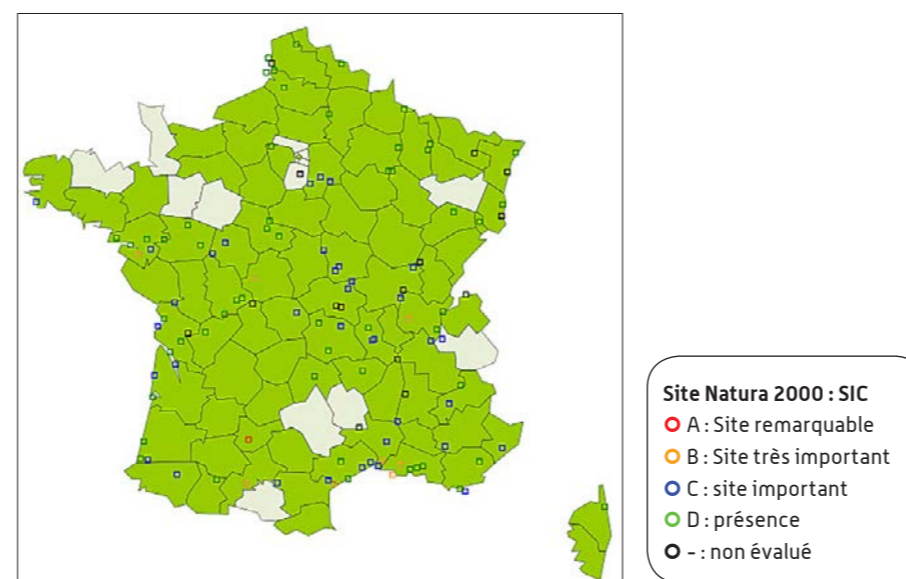 Site Natura 2000 : SIC
A : Site remarquable
B : Site très important
C : site important
D : présence
- : non évalué